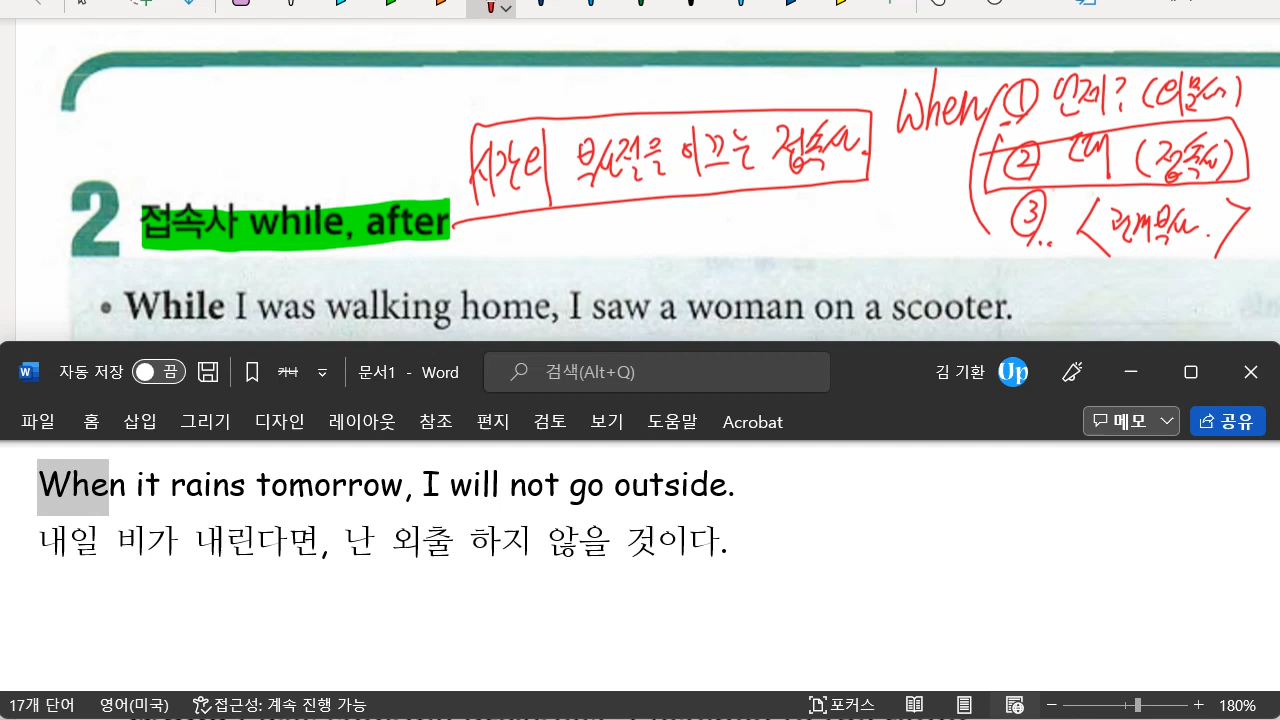 When ① 언제? (의문사)
시간의 부사절을 이끄는 접속사.
② 때 (접속사)
③ <관계부사.>
2 접속사 while, after
• While I was walking home, I saw a woman on a scooter.
자동 저장 끔 문서1 - Word 검색(Alt+Q) 김 기환 Up
파일 홈 삽입 그리기 디자인 레이아웃 참조 편지 검토 보기 도움말 Acrobat 메모 공유
When it rains tomorrow, I will not go outside.
내일 비가 내린다면, 난 외출 하지 않을 것이다.
17개 단어 영어(미국) 접근성: 계속 진행 가능 포커스 180%